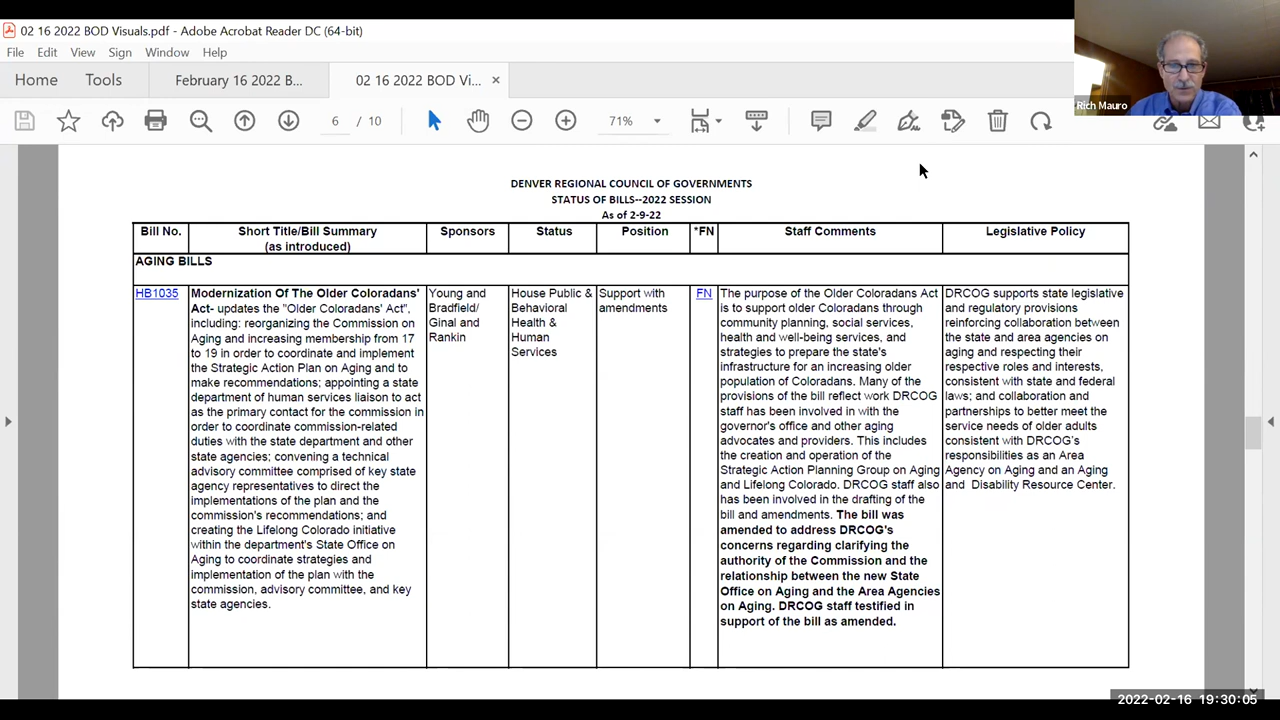 02 16 2022 BOD Visuals.pdf - Adobe Acrobat Reader DC (64-bit)
File Edit View Sign Window Help
Home Tools February 16 2022 B... 02 16 2022 BOD Vi... ×
6 / 10 71%
Rich Mauro
DENVER REGIONAL COUNCIL OF GOVERNMENTS
STATUS OF BILLS--2022 SESSION
As of 2-9-22
Bill No.
Short Title/Bill Summary
(as introduced)
Sponsors
Status
Position
*FN
Staff Comments
Legislative Policy
AGING BILLS
HB1035
Modernization Of The Older Coloradans'
Act- updates the "Older Coloradans' Act",
including: reorganizing the Commission on
Aging and increasing membership from 17
to 19 in order to coordinate and implement
the Strategic Action Plan on Aging and to
make recommendations; appointing a state
department of human services liaison to act
as the primary contact for the commission in
order to coordinate commission-related
duties with the state department and other
state agencies; convening a technical
advisory committee comprised of key state
agency representatives to direct the
implementations of the plan and the
commission's recommendations; and
creating the Lifelong Colorado initiative
within the department's State Office on
Aging to coordinate strategies and
implementation of the plan with the
commission, advisory committee, and key
state agencies.
Young and
Bradfield/
Ginal and
Rankin
House Public &
Behavioral
Health &
Human
Services
Support with
amendments
FN
The purpose of the Older Coloradans Act
is to support older Coloradans through
community planning, social services,
health and well-being services, and
strategies to prepare the state's
infrastructure for an increasing older
population of Coloradans. Many of the
provisions of the bill reflect work DRCOG
staff has been involved in with the
governor's office and other aging
advocates and providers. This includes
the creation and operation of the
Strategic Action Planning Group on Aging
and Lifelong Colorado. DRCOG staff also
has been involved in the drafting of the
bill and amendments. The bill was
amended to address DRCOG's
concerns regarding clarifying the
authority of the Commission and the
relationship between the new State
Office on Aging and the Area Agencies
on Aging. DRCOG staff testified in
support of the bill as amended.
DRCOG supports state legislative
and regulatory provisions
reinforcing collaboration between
the state and area agencies on
aging and respecting their
respective roles and interests,
consistent with state and federal
laws; and collaboration and
partnerships to better meet the
service needs of older adults
consistent with DRCOG's
responsibilities as an Area
Agency on Aging and an Aging
and Disability Resource Center.
2022-02-16 19:30:05